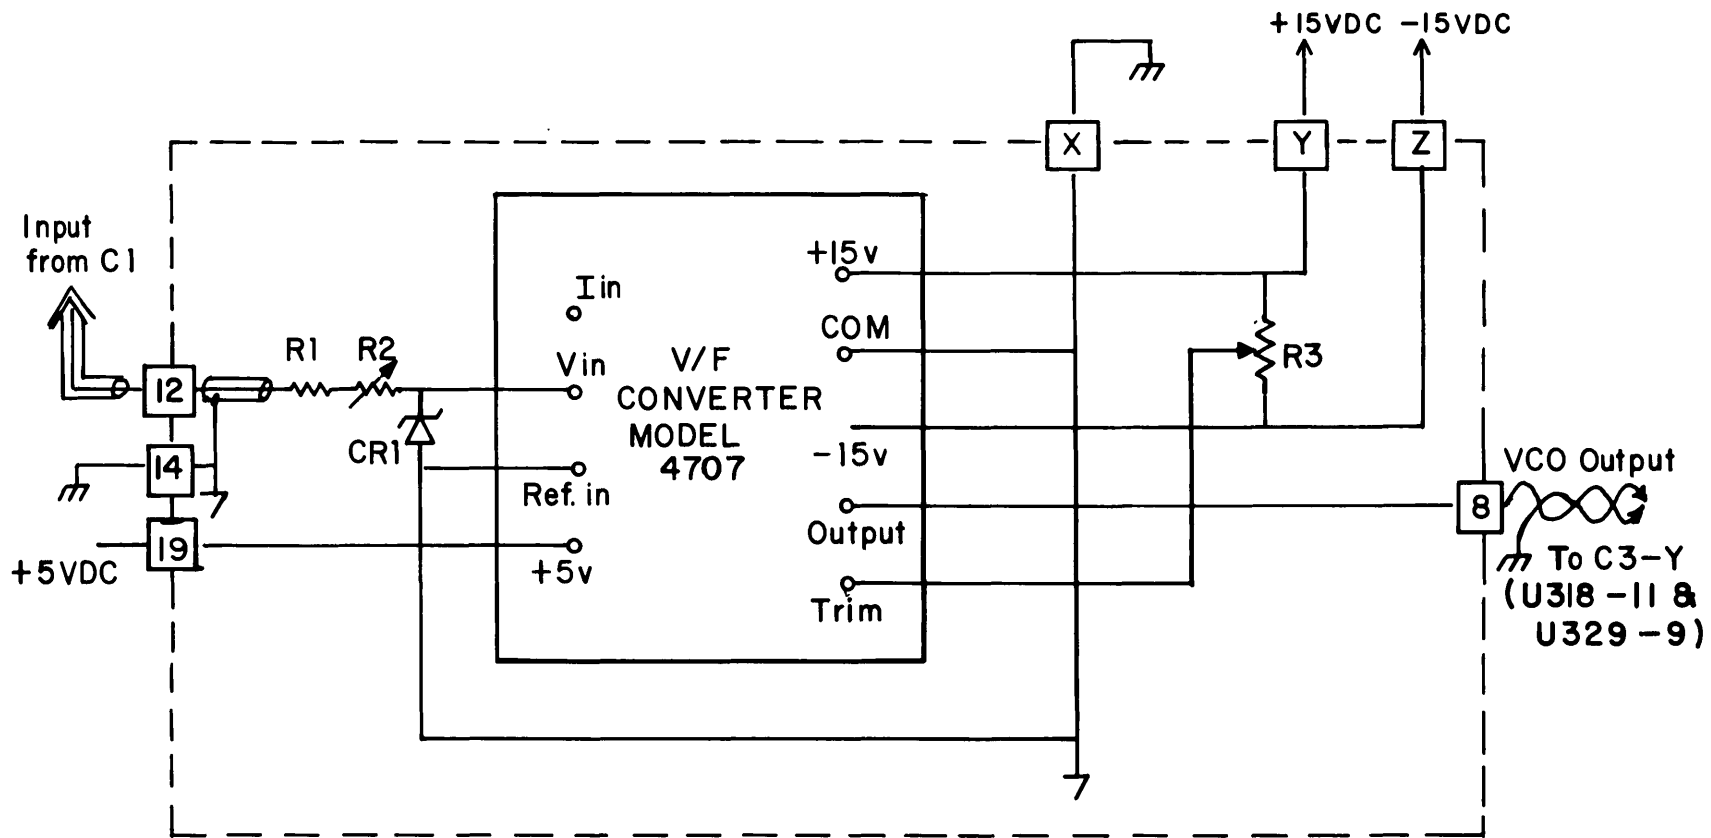 +15VDC -15VDC
X
Y
Z
Input
from C1
+15v
I in
COM
R1
R2
Vin
V/F
CONVERTER
MODEL
4707
R3
12
CR1
-15v
14
Ref. in
VCO Output
8
Output
19
+5VDC
+5v
To C3-Y
(U318-11 &
U329-9)
Trim